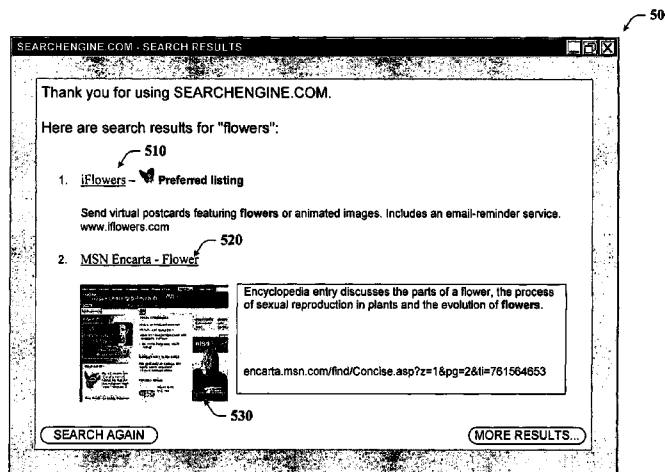 50
SEARCHENGINE.COM - SEARCH RESULTS
Thank you for using SEARCHENGINE.COM.
Here are search results for "flowers":
510
1. iFlowers – Preferred listing
Send virtual postcards featuring flowers or animated images. Includes an email-reminder service.
www.iflowers.com
520
2. MSN Encarta - Flower
Encyclopedia entry discusses the parts of a flower, the process
of sexual reproduction in plants and the evolution of flowers.
encarta.msn.com/find/Concise.asp?z=1&pg=2&ti=761564653
530
SEARCH AGAIN
MORE RESULTS...